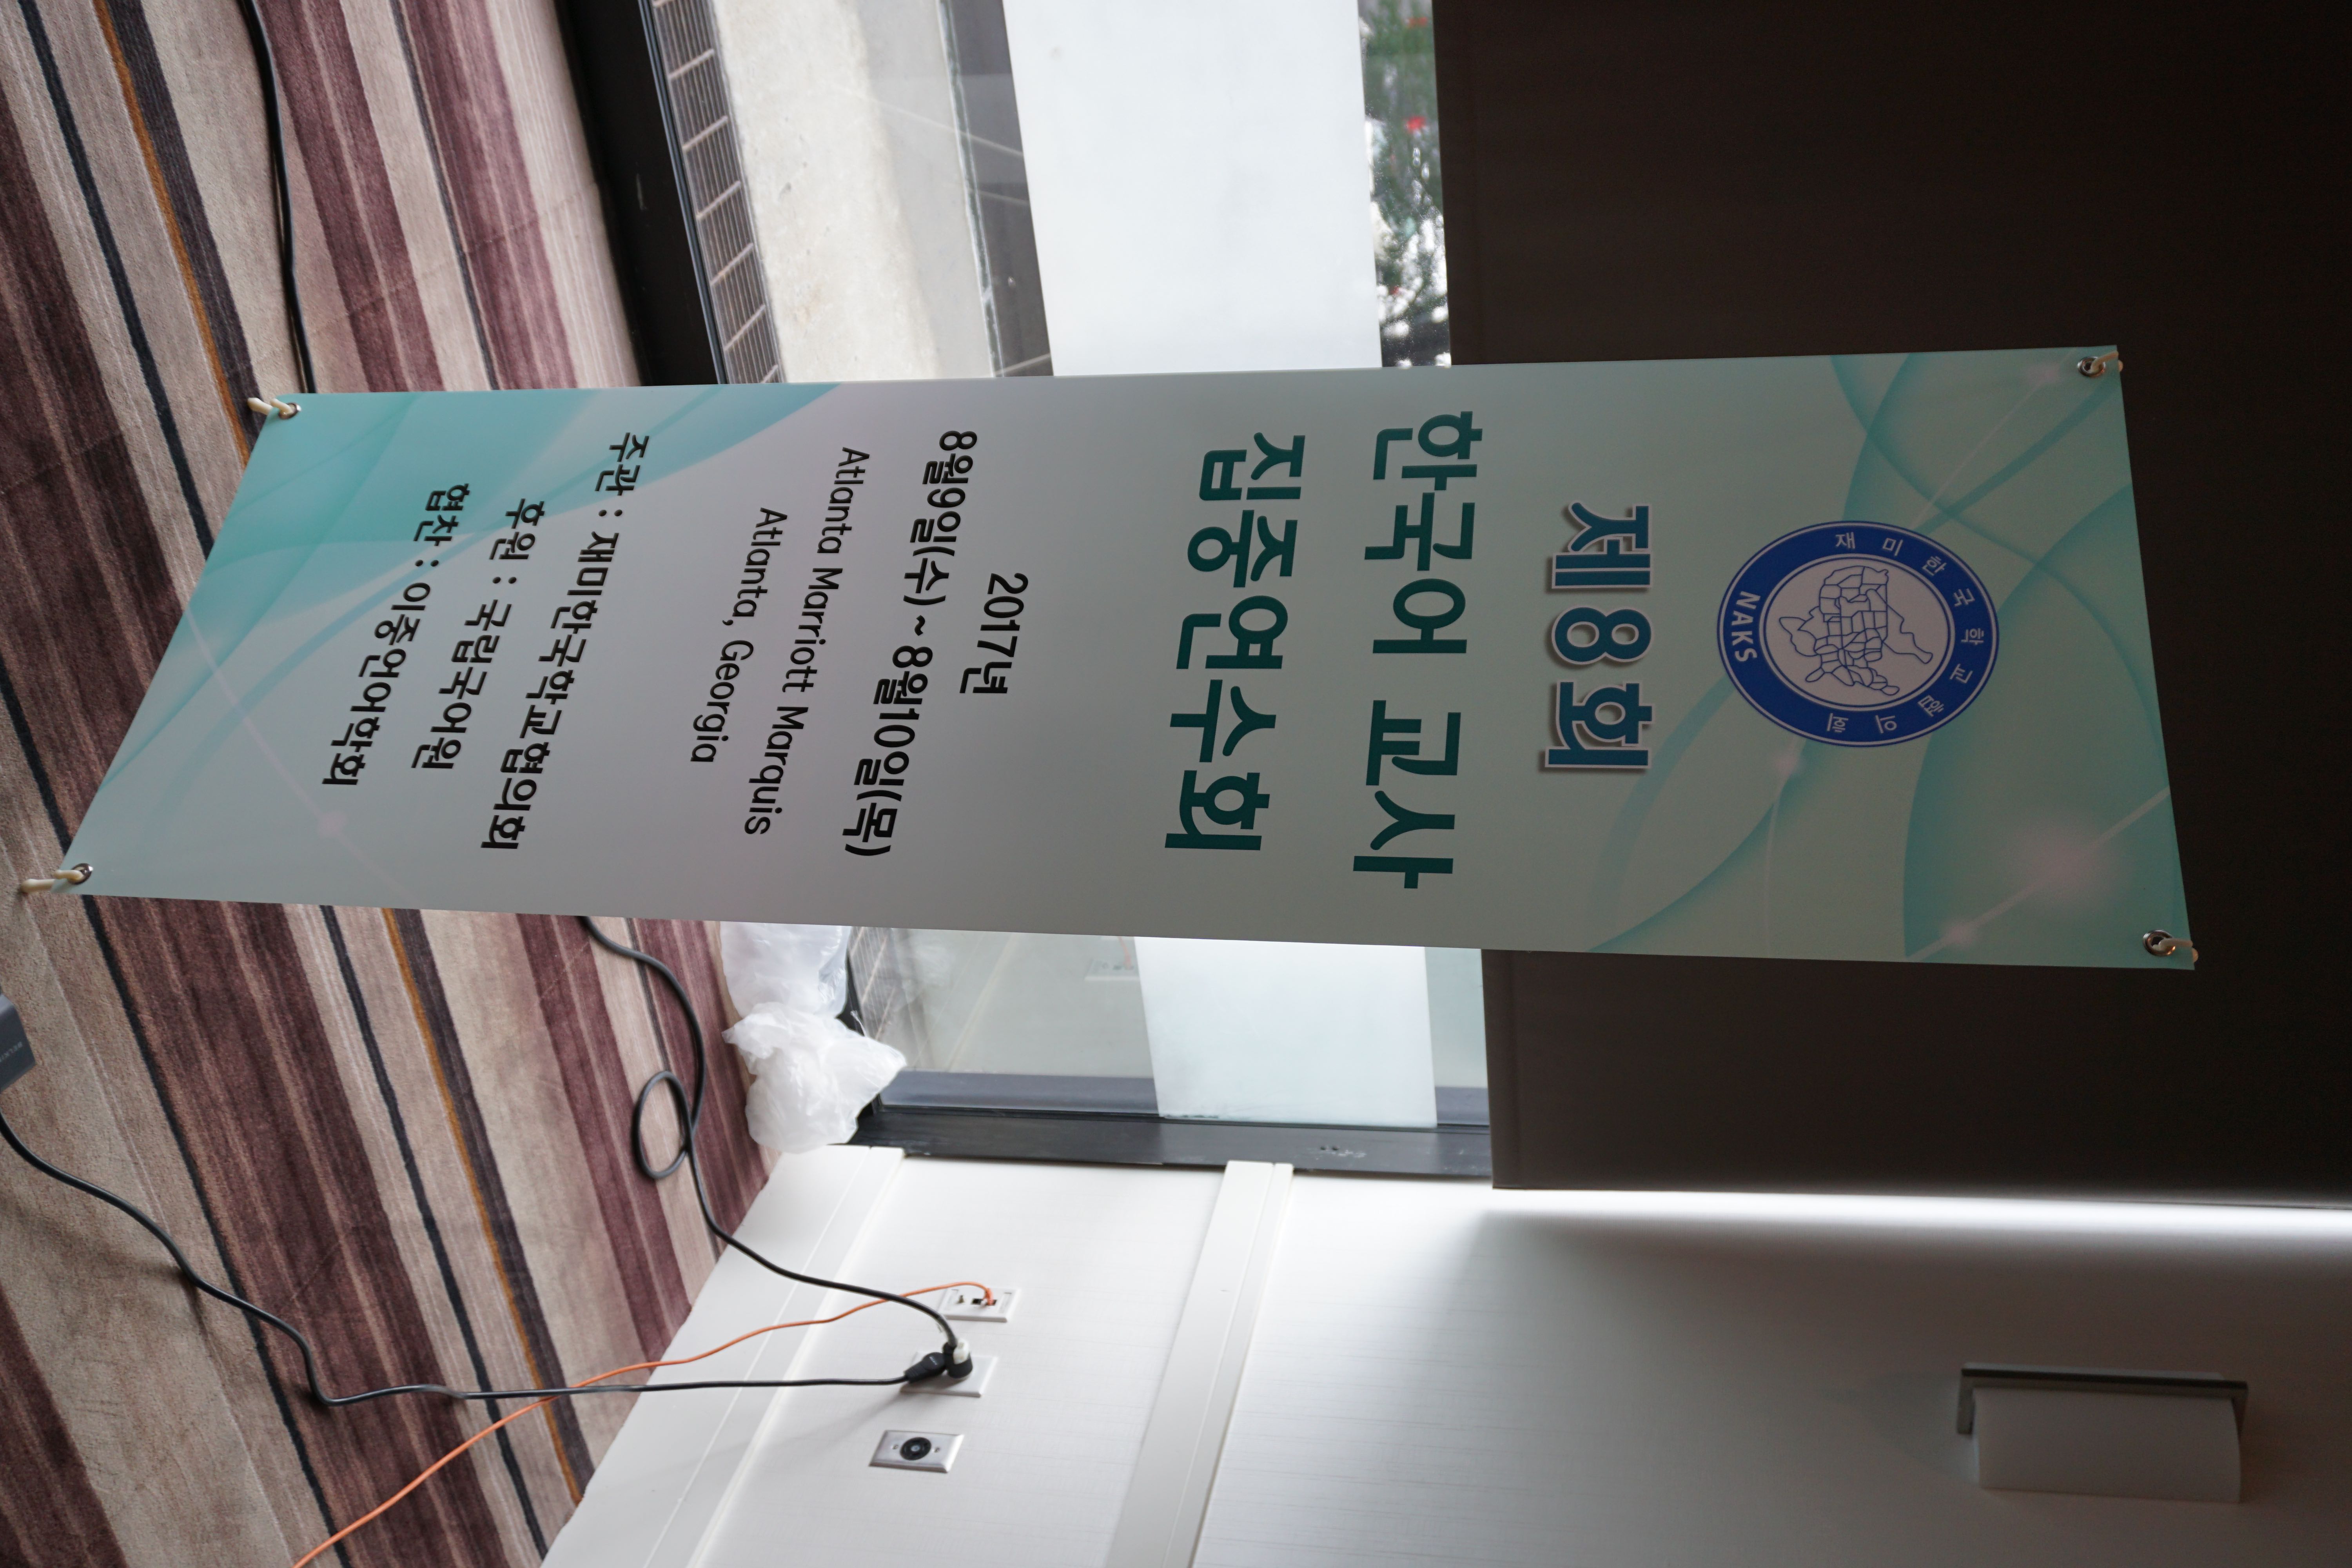 재미한국학교협의회
NAKS
제8회
한국어 교사
집중연수회
2017년
8월9일(수) ~ 8월10일(목)
Atlanta Marriott Marquis
Atlanta, Georgia
주관 : 재미한국학교협의회
후원 : 국립국어원
협찬 : 이중언어학회